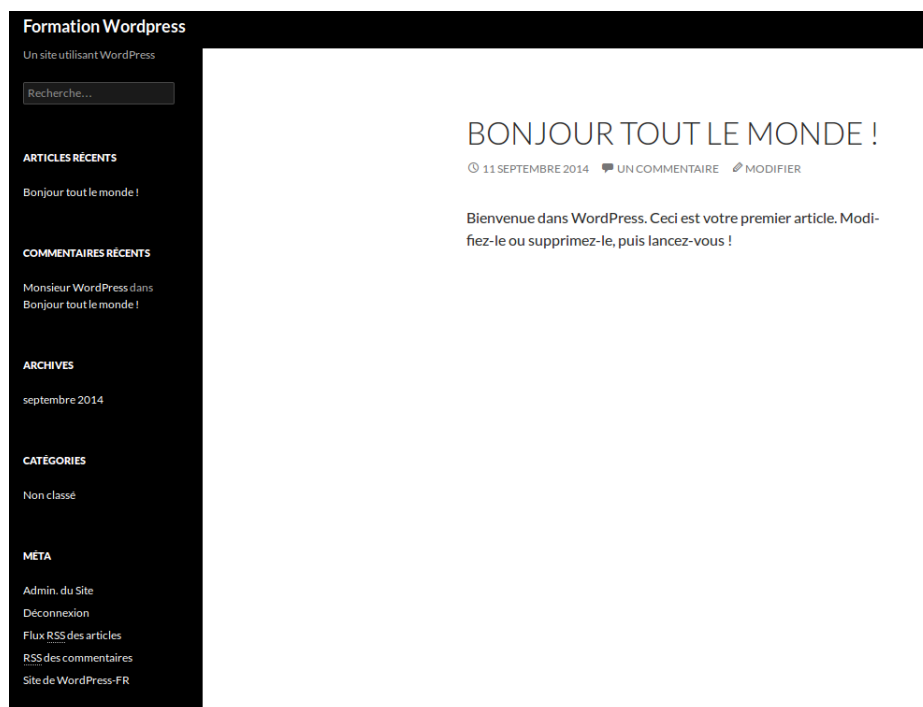 Formation Wordpress
Un site utilisant WordPress
Recherche...
ARTICLES RÉCENTS
Bonjour tout le monde !
COMMENTAIRES RÉCENTS
Monsieur WordPress dans
Bonjour tout le monde !
ARCHIVES
septembre 2014
CATÉGORIES
Non classé
MÉTA
Admin. du Site
Déconnexion
Flux RSS des articles
RSS des commentaires
Site de WordPress-FR
BONJOUR TOUT LE MONDE !
11 SEPTEMBRE 2014 UN COMMENTAIRE MODIFIER
Bienvenue dans WordPress. Ceci est votre premier article. Modi-
fiez-le ou supprimez-le, puis lancez-vous !